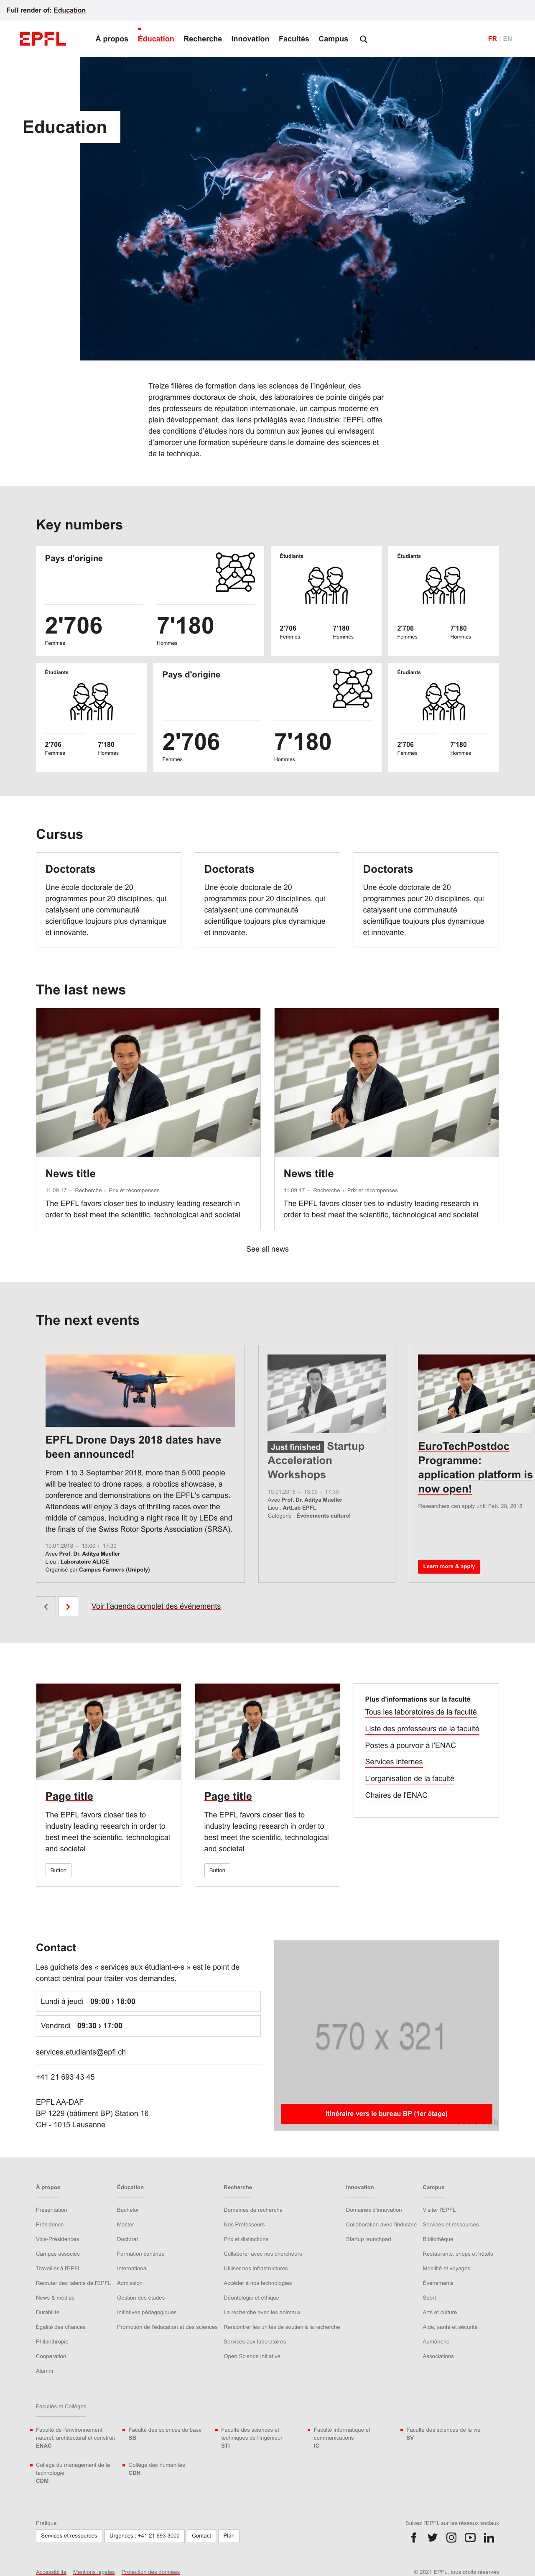 Full render of: Education
EPFL
À propos Éducation Recherche Innovation Facultés Campus
FR EN
Education
Treize filières de formation dans les sciences de l'ingénieur, des
programmes doctoraux de choix, des laboratoires de pointe dirigés par
des professeurs de réputation internationale, un campus moderne en
plein développement, des liens privilégiés avec l'industrie: l'EPFL offre
des conditions d'études hors du commun aux jeunes qui envisagent
d'amorcer une formation supérieure dans le domaine des sciences et
de la technique.
Key numbers
Pays d'origine
2'706 7'180
Femmes Hommes
Étudiants
2'706 7'180
Femmes Hommes
Étudiants
2'706 7'180
Femmes Hommes
Étudiants
2'706 7'180
Femmes Hommes
Pays d'origine
2'706 7'180
Femmes Hommes
Étudiants
2'706 7'180
Femmes Hommes
Cursus
Doctorats
Une école doctorale de 20
programmes pour 20 disciplines, qui
catalysent une communauté
scientifique toujours plus dynamique
et innovante.
Doctorats
Une école doctorale de 20
programmes pour 20 disciplines, qui
catalysent une communauté
scientifique toujours plus dynamique
et innovante.
Doctorats
Une école doctorale de 20
programmes pour 20 disciplines, qui
catalysent une communauté
scientifique toujours plus dynamique
et innovante.
The last news
News title
11.09.17 – Recherche › Prix et récompenses
The EPFL favors closer ties to industry leading research in
order to best meet the scientific, technological and societal
News title
11.09.17 – Recherche › Prix et récompenses
The EPFL favors closer ties to industry leading research in
order to best meet the scientific, technological and societal
See all news
The next events
EPFL Drone Days 2018 dates have
been announced!
From 1 to 3 September 2018, more than 5,000 people
will be treated to drone races, a robotics showcase, a
conference and demonstrations on the EPFL's campus.
Attendees will enjoy 3 days of thrilling races over the
middle of campus, including a night race lit by LEDs and
the finals of the Swiss Rotor Sports Association (SRSA).
10.01.2018 – 13:00 › 17:30
Avec Prof. Dr. Aditya Mueller
Lieu : Laboratoire ALICE
Organisé par Campus Farmers (Unipoly)
Just finished Startup
Acceleration
Workshops
10.01.2018 – 13:00 › 17:30
Avec Prof. Dr. Aditya Mueller
Lieu : ArtLab EPFL
Catégorie : Événements culturel
EuroTechPostdoc
Programme:
application platform is
now open!
Researchers can apply until Feb. 28, 2018
Learn more & apply
Voir l'agenda complet des événements
Page title
The EPFL favors closer ties to
industry leading research in order to
best meet the scientific, technological
and societal
Button
Page title
The EPFL favors closer ties to
industry leading research in order to
best meet the scientific, technological
and societal
Button
Plus d'informations sur la faculté
Tous les laboratoires de la faculté
Liste des professeurs de la faculté
Postes à pourvoir à l'ENAC
Services internes
L'organisation de la faculté
Chaires de l'ENAC
Contact
Les guichets des « services aux étudiant-e-s » est le point de
contact central pour traiter vos demandes.
Lundi à jeudi 09:00 › 18:00
Vendredi 09:30 › 17:00
services.etudiants@epfl.ch
+41 21 693 43 45
EPFL AA-DAF
BP 1229 (bâtiment BP) Station 16
CH - 1015 Lausanne
570 x 321
Itinéraire vers le bureau BP (1er étage)
À propos
Présentation
Présidence
Vice-Présidences
Campus associés
Travailler à l'EPFL
Recruter des talents de l'EPFL
News & médias
Durabilité
Égalité des chances
Philanthropie
Cooperation
Alumni
Éducation
Bachelor
Master
Doctorat
Formation continue
International
Admission
Gestion des études
Initiatives pédagogiques
Promotion de l'éducation et des sciences
Recherche
Domaines de recherche
Nos Professeurs
Prix et distinctions
Collaborer avec nos chercheurs
Utiliser nos infrastructures
Accéder à nos technologies
Déontologie et éthique
La recherche avec les animaux
Rencontrer les unités de soutien à la recherche
Services aux laboratoires
Open Science Initiative
Innovation
Domaines d'innovation
Collaboration avec l'industrie
Startup launchpad
Campus
Visiter l'EPFL
Services et ressources
Bibliothèque
Restaurants, shops et hôtels
Mobilité et voyages
Événements
Sport
Arts et culture
Aide, santé et sécurité
Aumônerie
Associations
Facultés et Collèges
Faculté de l'environnement
naturel, architectural et construit
ENAC
Faculté des sciences de base
SB
Faculté des sciences et
techniques de l'ingénieur
STI
Faculté informatique et
communications
IC
Faculté des sciences de la vie
SV
Collège du management de la
technologie
CDM
Collège des humanités
CDH
Pratique
Services et ressources Urgences : +41 21 693 3000 Contact Plan
Suivez l'EPFL sur les réseaux sociaux
Accessibilité Mentions légales Protection des données
© 2021 EPFL, tous droits réservés